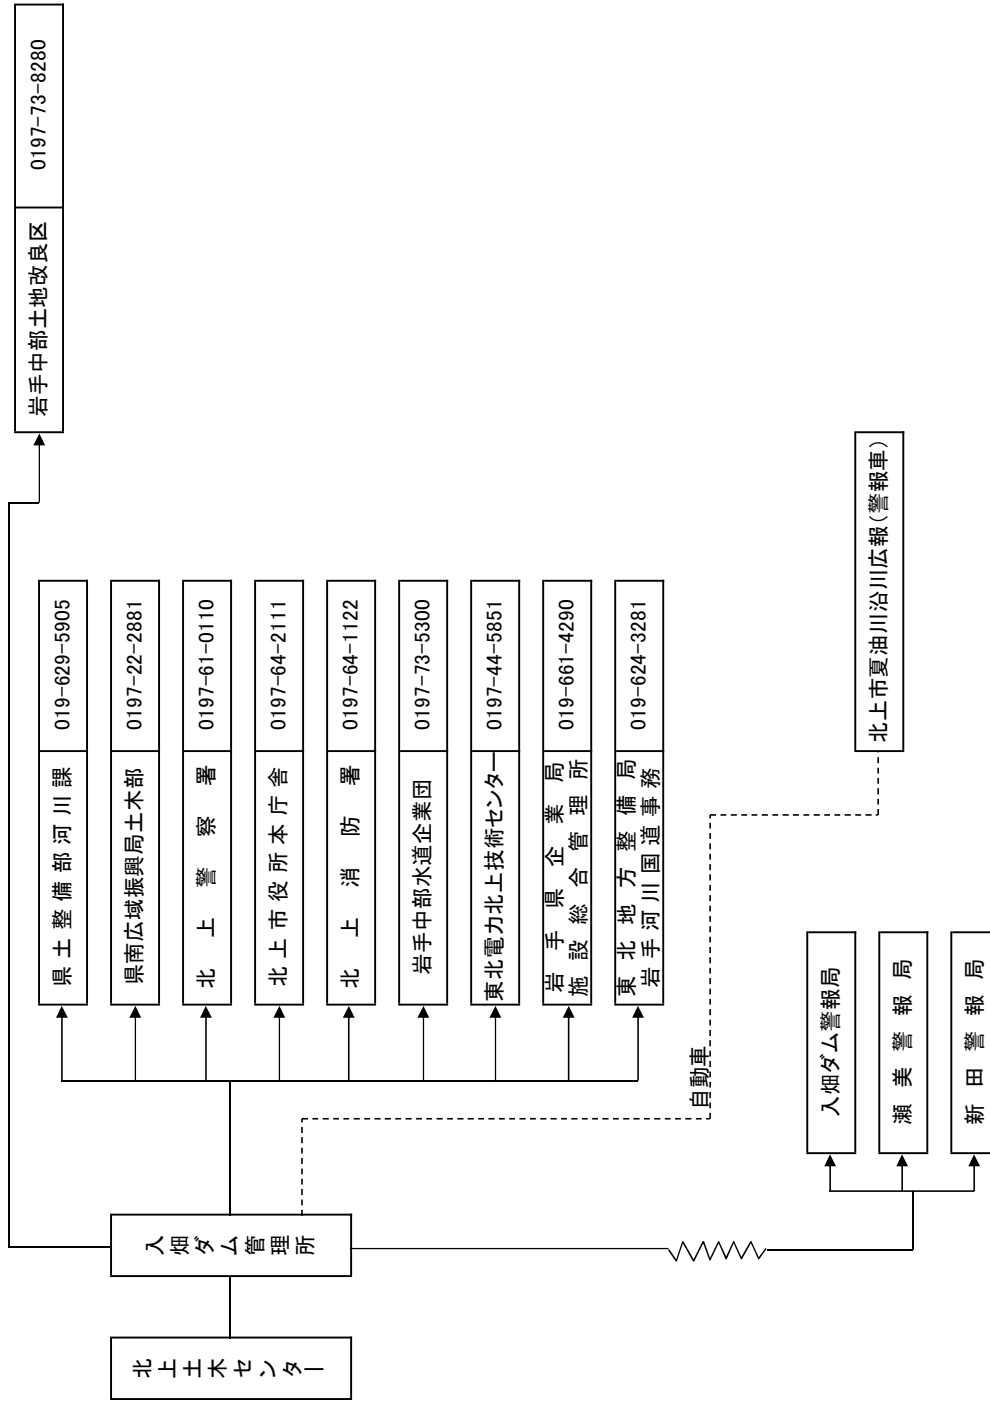 北上土木センター
入畑ダム管理所
岩手中部土地改良区 0197-73-8280
県土整備部河川課 019-629-5905
県南広域振興局土木部 0197-22-2881
北上警察署 0197-61-0110
北上市役所本庁舎 0197-64-2111
北上消防署 0197-64-1122
岩手中部水道企業団 0197-73-5300
東北電力北上技術センター 0197-44-5851
岩手県企業局
施設総合管理所 019-661-4290
東北地方整備局
岩手河川国道事務 019-624-3281
自動車
北上市夏油川沿川広報(警報車)
入畑ダム警報局
瀬美警報局
新田警報局